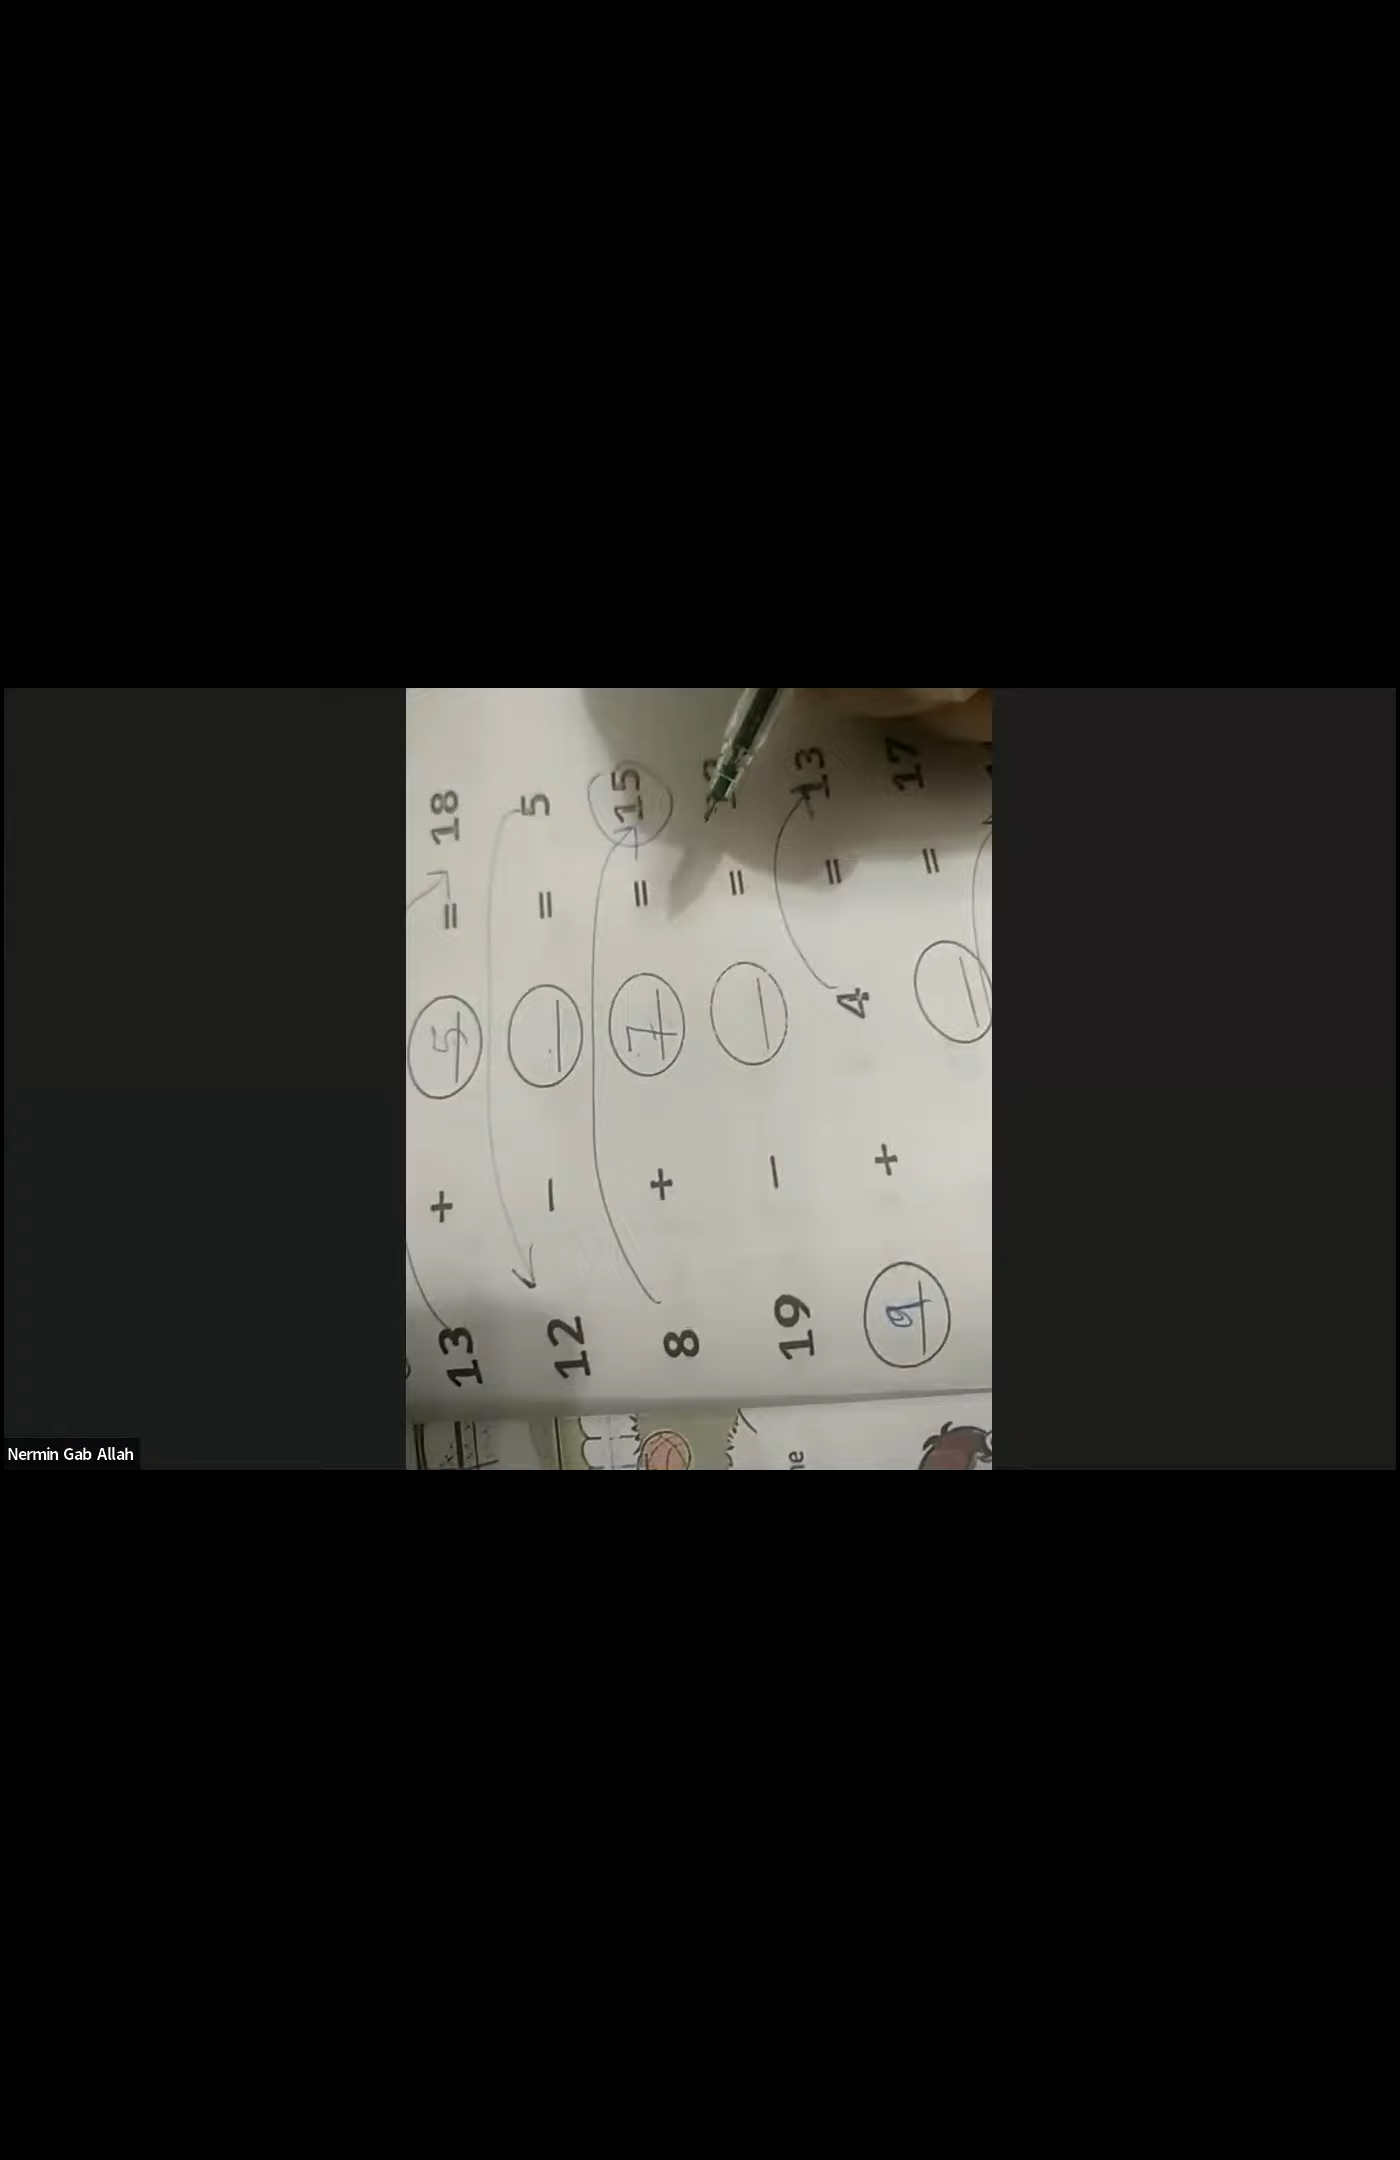 13 + 5 = 18
12 - _ = 5
8 + 7 = 15
19 - _ =
9 + 4 = 13
_ = 17
Nermin Gab Allah